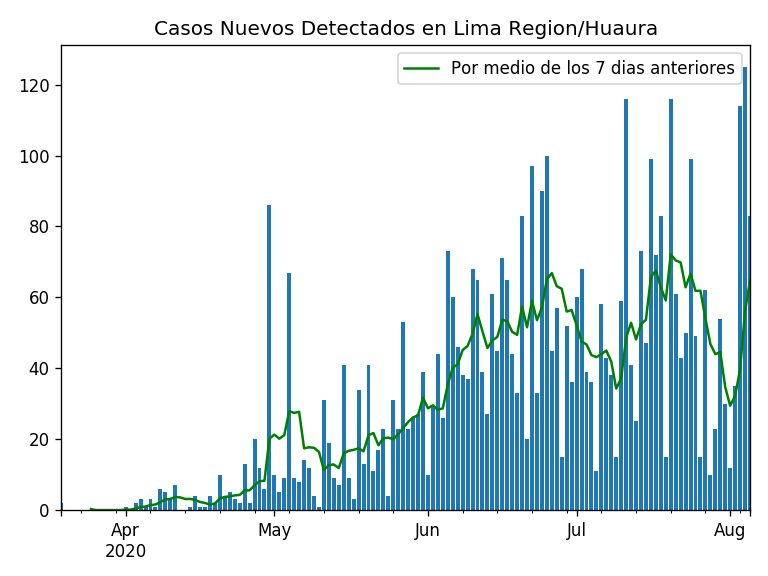 Casos Nuevos Detectados en Lima Region/Huaura
Por medio de los 7 dias anteriores
120
100
80
60
40
20
0
Apr
2020
May
Jun
Jul
Aug